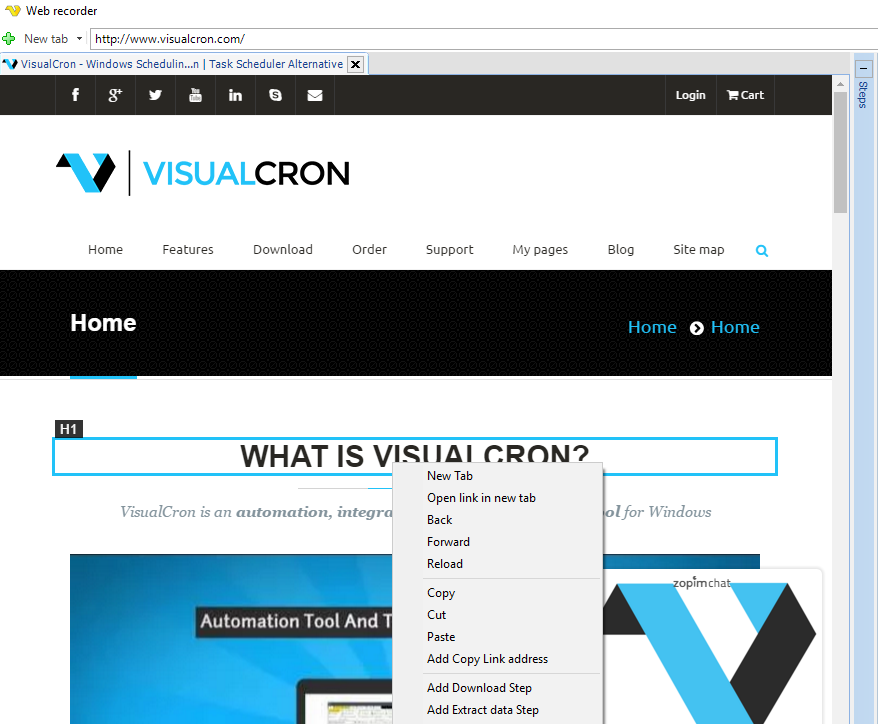 Web recorder
New tab
http://www.visualcron.com/
VisualCron - Windows Schedulin...n | Task Scheduler Alternative
Steps
Login
Cart
VISUALCRON
Home
Features
Download
Order
Support
My pages
Blog
Site map
Home
Home
Home
H1
WHAT IS VISUALCRON?
VisualCron is an automation, integra
ol for Windows
New Tab
Open link in new tab
Back
Forward
Reload
Copy
Cut
Paste
Add Copy Link address
Add Download Step
Add Extract data Step
Automation Tool And T
zopim chat